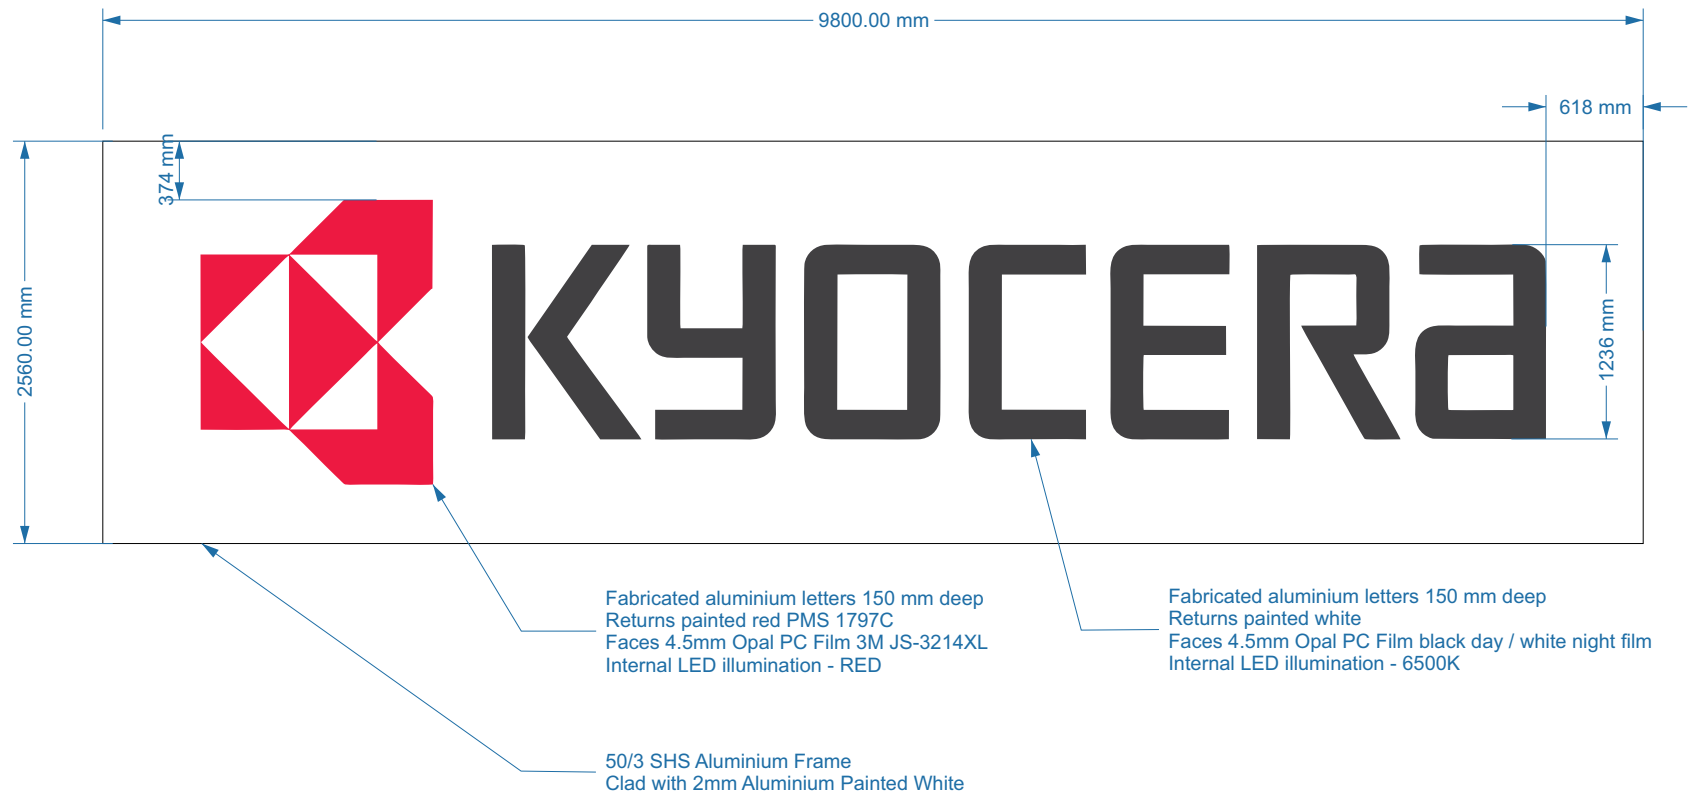 9800.00 mm
618 mm
374 mm
2560.00 mm
KYOCERa
1236 mm
Fabricated aluminium letters 150 mm deep
Returns painted red PMS 1797C
Faces 4.5mm Opal PC Film 3M JS-3214XL
Internal LED illumination - RED
Fabricated aluminium letters 150 mm deep
Returns painted white
Faces 4.5mm Opal PC Film black day / white night film
Internal LED illumination - 6500K
50/3 SHS Aluminium Frame
Clad with 2mm Aluminium Painted White